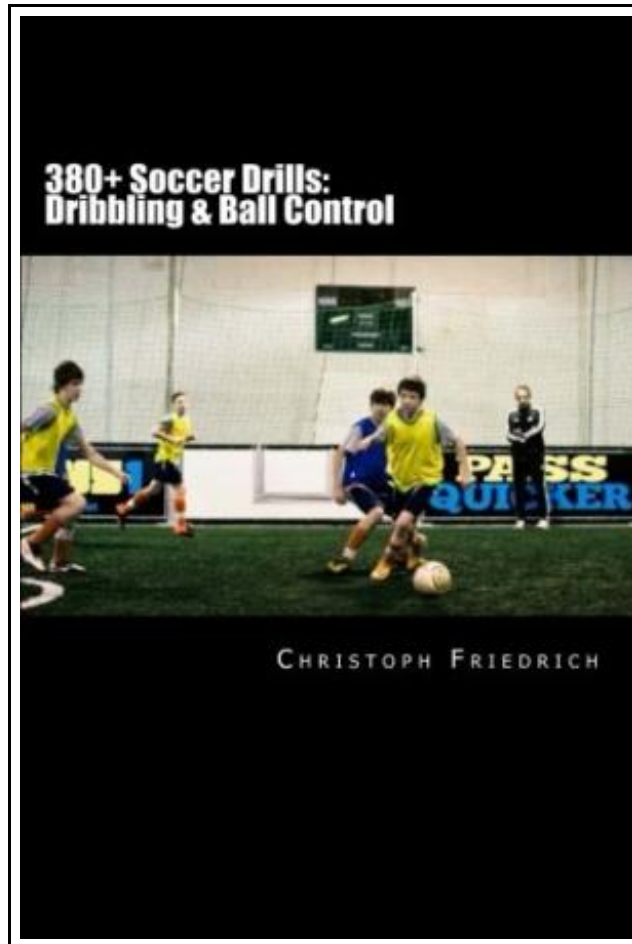 380+ Soccer Drills:
Dribbling & Ball Control
PASS
QUICKER
CHRISTOPH FRIEDRICH